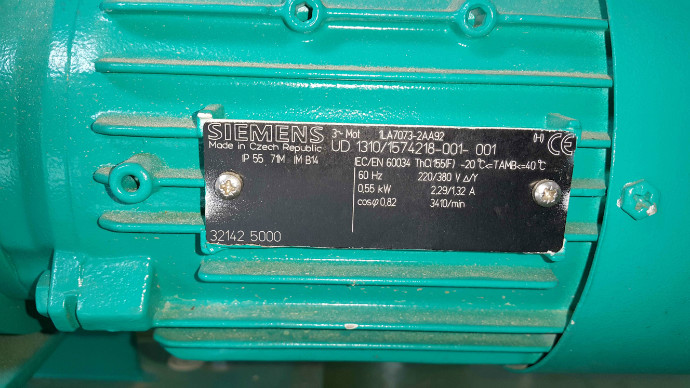 SIEMENS 3~ Mot 1LA7073-2AA92 (H) CE
Made in Czech Republic UD 1310/1574218-001-001
IP 55 71M IM B14 IEC/EN 60034 ThCl.155(F) -20°C<=TAMB<=40°C
60 Hz 220/380 V Δ/Y
0,55 kW 2.29/1.32 A
cosφ 0,82 3410/min
32142 5000